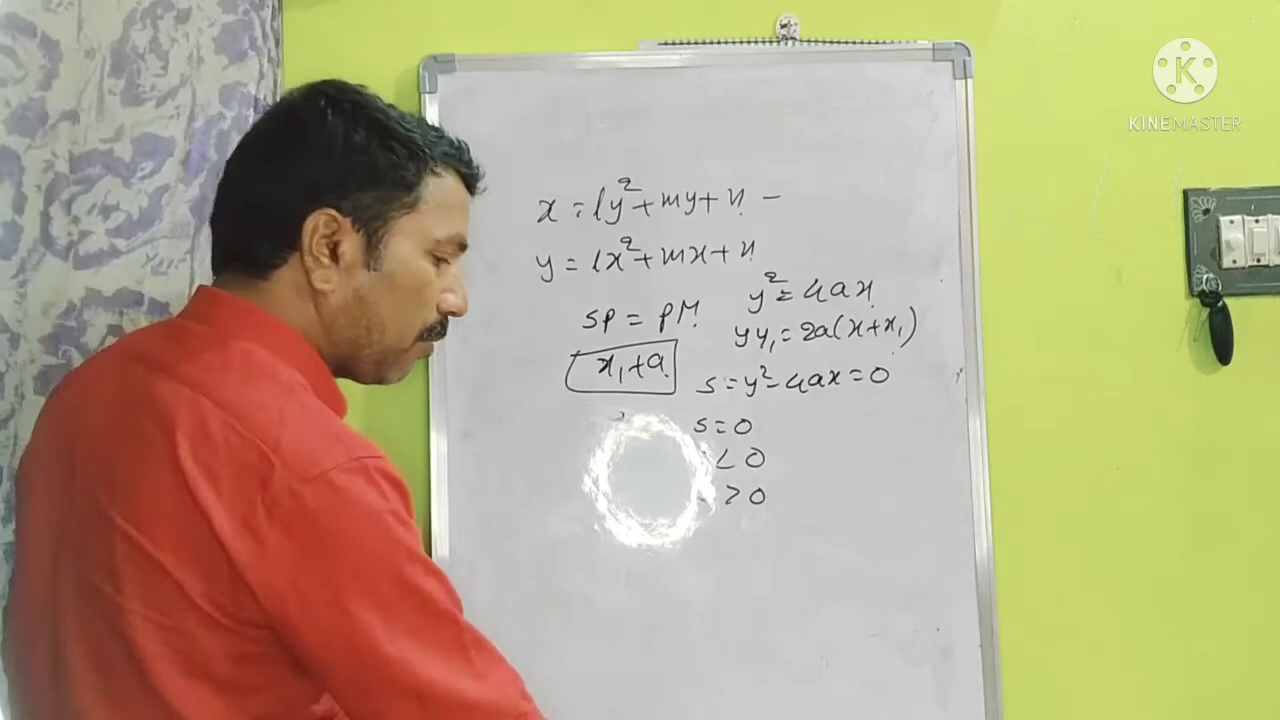 x = ly²+my+n -
y = lx²+mx+n
SP = PM
x₁+a
y² = 4ax
yy₁ = 2a(x+x₁)
S = y²-4ax = 0
S = 0
< 0
> 0
K
KINEMASTER